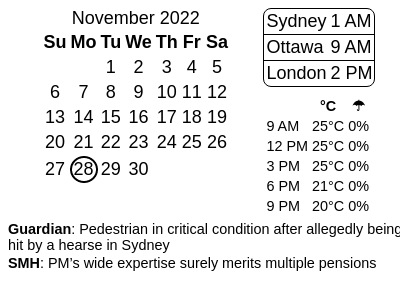 November 2022
Su Mo Tu We Th Fr Sa
1 2 3 4 5
6 7 8 9 10 11 12
13 14 15 16 17 18 19
20 21 22 23 24 25 26
27 28 29 30
Sydney 1 AM
Ottawa 9 AM
London 2 PM
°C ☂
9 AM 25°C 0%
12 PM 25°C 0%
3 PM 25°C 0%
6 PM 21°C 0%
9 PM 20°C 0%
Guardian: Pedestrian in critical condition after allegedly being
hit by a hearse in Sydney
SMH: PM’s wide expertise surely merits multiple pensions